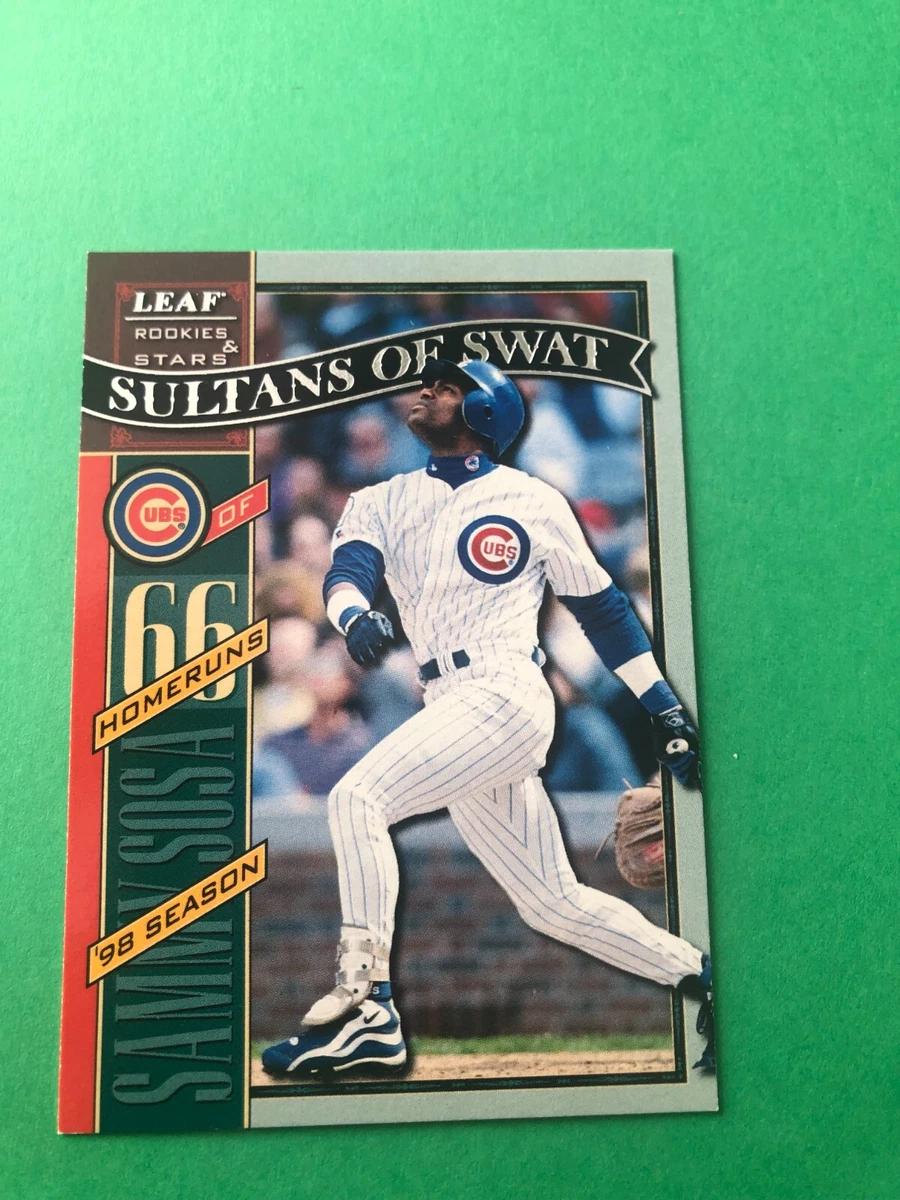 LEAF
ROOKIES
&
STARS
SULTANS OF SWAT
CUBS
OF
66
HOMERUNS
SAMMY SOSA
'98 SEASON
CUBS